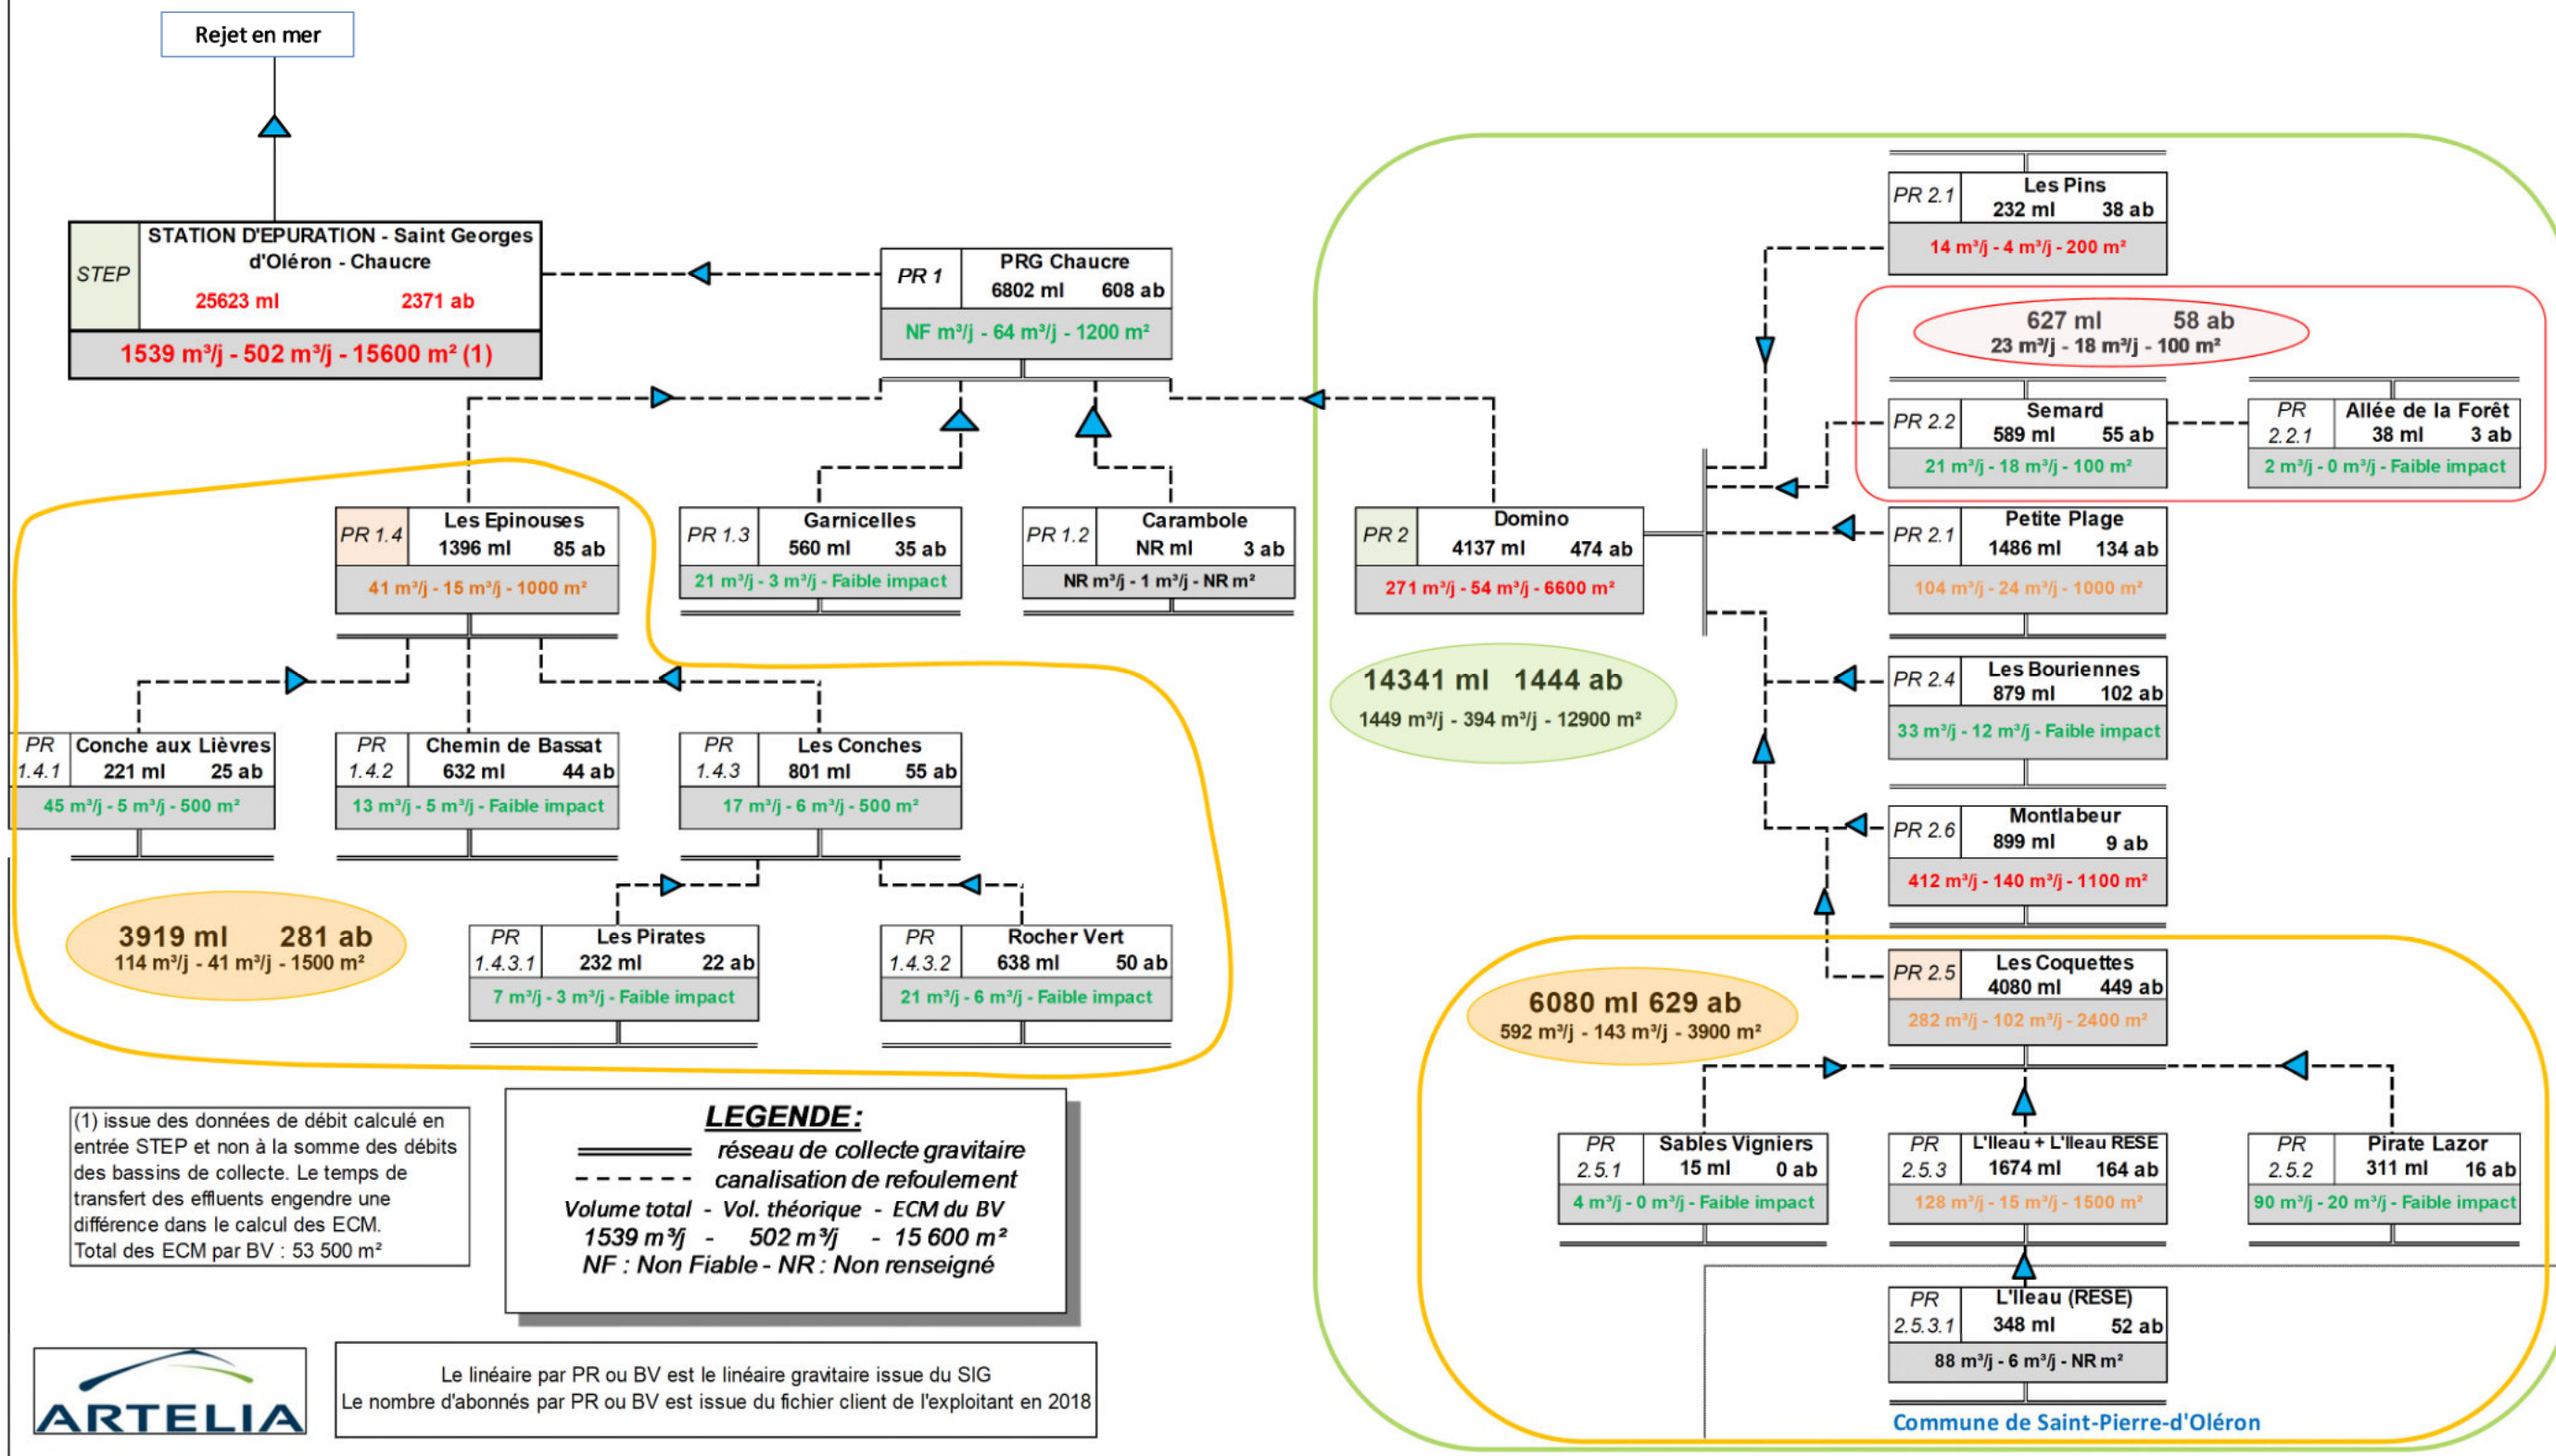 Rejet en mer
STEP
STATION D'EPURATION - Saint Georges
d'Oléron - Chaucre
25623 ml 2371 ab
1539 m³/j - 502 m³/j - 15600 m² (1)
PR 1
PRG Chaucre
6802 ml 608 ab
NF m³/j - 64 m³/j - 1200 m²
PR 1.4
Les Epinouses
1396 ml 85 ab
41 m³/j - 15 m³/j - 1000 m²
PR 1.3
Garnicelles
560 ml 35 ab
21 m³/j - 3 m³/j - Faible impact
PR 1.2
Carambole
NR ml 3 ab
NR m³/j - 1 m³/j - NR m²
PR
1.4.1
Conche aux Lièvres
221 ml 25 ab
45 m³/j - 5 m³/j - 500 m²
PR
1.4.2
Chemin de Bassat
632 ml 44 ab
13 m³/j - 5 m³/j - Faible impact
PR
1.4.3
Les Conches
801 ml 55 ab
17 m³/j - 6 m³/j - 500 m²
3919 ml 281 ab
114 m³/j - 41 m³/j - 1500 m²
PR
1.4.3.1
Les Pirates
232 ml 22 ab
7 m³/j - 3 m³/j - Faible impact
PR
1.4.3.2
Rocher Vert
638 ml 50 ab
21 m³/j - 6 m³/j - Faible impact
PR 2
Domino
4137 ml 474 ab
271 m³/j - 54 m³/j - 6600 m²
14341 ml 1444 ab
1449 m³/j - 394 m³/j - 12900 m²
PR 2.1
Les Pins
232 ml 38 ab
14 m³/j - 4 m³/j - 200 m²
627 ml 58 ab
23 m³/j - 18 m³/j - 100 m²
PR 2.2
Semard
589 ml 55 ab
21 m³/j - 18 m³/j - 100 m²
PR
2.2.1
Allée de la Forêt
38 ml 3 ab
2 m³/j - 0 m³/j - Faible impact
PR 2.1
Petite Plage
1486 ml 134 ab
104 m³/j - 24 m³/j - 1000 m²
PR 2.4
Les Bouriennes
879 ml 102 ab
33 m³/j - 12 m³/j - Faible impact
PR 2.6
Montlabeur
899 ml 9 ab
412 m³/j - 140 m³/j - 1100 m²
PR 2.5
Les Coquettes
4080 ml 449 ab
282 m³/j - 102 m³/j - 2400 m²
6080 ml 629 ab
592 m³/j - 143 m³/j - 3900 m²
PR
2.5.1
Sables Vigniers
15 ml 0 ab
4 m³/j - 0 m³/j - Faible impact
PR
2.5.3
L'Ileau + L'Ileau RESE
1674 ml 164 ab
128 m³/j - 15 m³/j - 1500 m²
PR
2.5.2
Pirate Lazor
311 ml 16 ab
90 m³/j - 20 m³/j - Faible impact
PR
2.5.3.1
L'Ileau (RESE)
348 ml 52 ab
88 m³/j - 6 m³/j - NR m²
Commune de Saint-Pierre-d'Oléron
(1) issue des données de débit calculé en
entrée STEP et non à la somme des débits
des bassins de collecte. Le temps de
transfert des effluents engendre une
différence dans le calcul des ECM.
Total des ECM par BV : 53 500 m²
LEGENDE:
réseau de collecte gravitaire
canalisation de refoulement
Volume total - Vol. théorique - ECM du BV
1539 m³/j - 502 m³/j - 15 600 m²
NF : Non Fiable - NR : Non renseigné
ARTELIA
Le linéaire par PR ou BV est le linéaire gravitaire issue du SIG
Le nombre d'abonnés par PR ou BV est issue du fichier client de l'exploitant en 2018